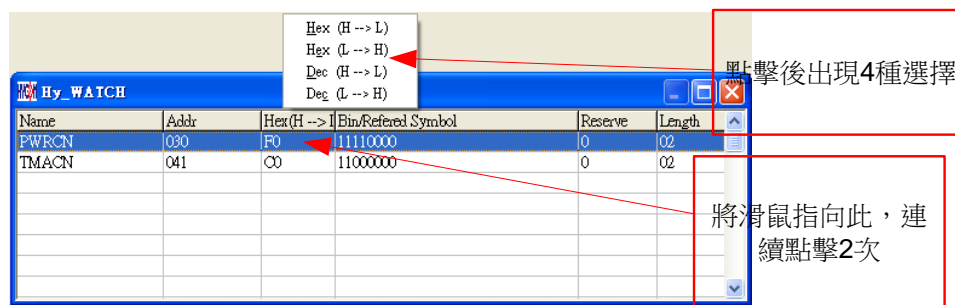 Hex (H --> L)
Hex (L --> H)
Dec (H --> L)
Dec (L --> H)
點擊後出現4種選擇
Hy_WATCH
Name Addr Hex(H --> L Bin/Refered Symbol Reserve Length
PWRCN 030 F0 11110000 0 02
TMACN 041 C0 11000000 0 02
將滑鼠指向此，連
續點擊2次